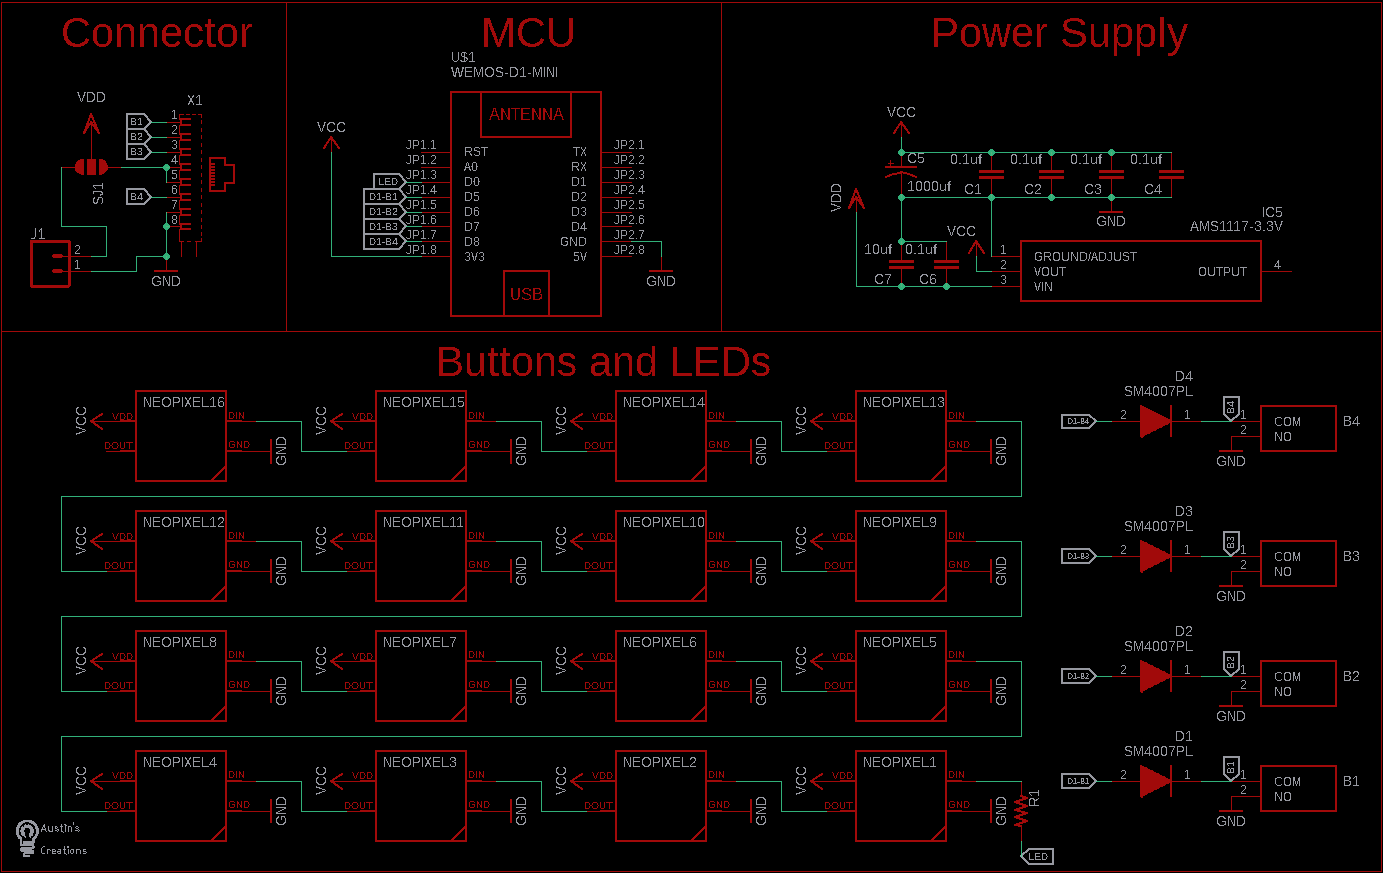 Connector
MCU
Power Supply
VDD
X1
B1
B2
B3
B4
1
2
3
4
5
6
7
8
SJ1
J1
2
1
GND
U$1
WEMOS-D1-MINI
ANTENNA
VCC
JP1.1 RST TX JP2.1
JP1.2 A0 RX JP2.2
LED JP1.3 D0 D1 JP2.3
D1-B1 JP1.4 D5 D2 JP2.4
D1-B2 JP1.5 D6 D3 JP2.5
D1-B3 JP1.6 D7 D4 JP2.6
D1-B4 JP1.7 D8 GND JP2.7
JP1.8 3V3 5V JP2.8
USB
GND
VCC
+ C5
1000uf
0.1uf 0.1uf 0.1uf 0.1uf
C1 C2 C3 C4
GND
VDD
10uf 0.1uf
C7 C6
VCC
IC5
AMS1117-3.3V
1 GROUND/ADJUST
2 VOUT OUTPUT 4
3 VIN
Buttons and LEDs
NEOPIXEL16 NEOPIXEL15 NEOPIXEL14 NEOPIXEL13
VCC VDD DIN VCC VDD DIN VCC VDD DIN VCC VDD DIN
DOUT GND GND DOUT GND GND DOUT GND GND DOUT GND GND
NEOPIXEL12 NEOPIXEL11 NEOPIXEL10 NEOPIXEL9
VCC VDD DIN VCC VDD DIN VCC VDD DIN VCC VDD DIN
DOUT GND GND DOUT GND GND DOUT GND GND DOUT GND GND
NEOPIXEL8 NEOPIXEL7 NEOPIXEL6 NEOPIXEL5
VCC VDD DIN VCC VDD DIN VCC VDD DIN VCC VDD DIN
DOUT GND GND DOUT GND GND DOUT GND GND DOUT GND GND
NEOPIXEL4 NEOPIXEL3 NEOPIXEL2 NEOPIXEL1
VCC VDD DIN VCC VDD DIN VCC VDD DIN VCC VDD DIN
DOUT GND GND DOUT GND GND DOUT GND GND DOUT GND GND
R1
LED
D4
SM4007PL
D1-B4 2 1 B4 1 COM B4
2 NO
GND
D3
SM4007PL
D1-B3 2 1 B3 1 COM B3
2 NO
GND
D2
SM4007PL
D1-B2 2 1 B2 1 COM B2
2 NO
GND
D1
SM4007PL
D1-B1 2 1 B1 1 COM B1
2 NO
GND
Austin's
Creations